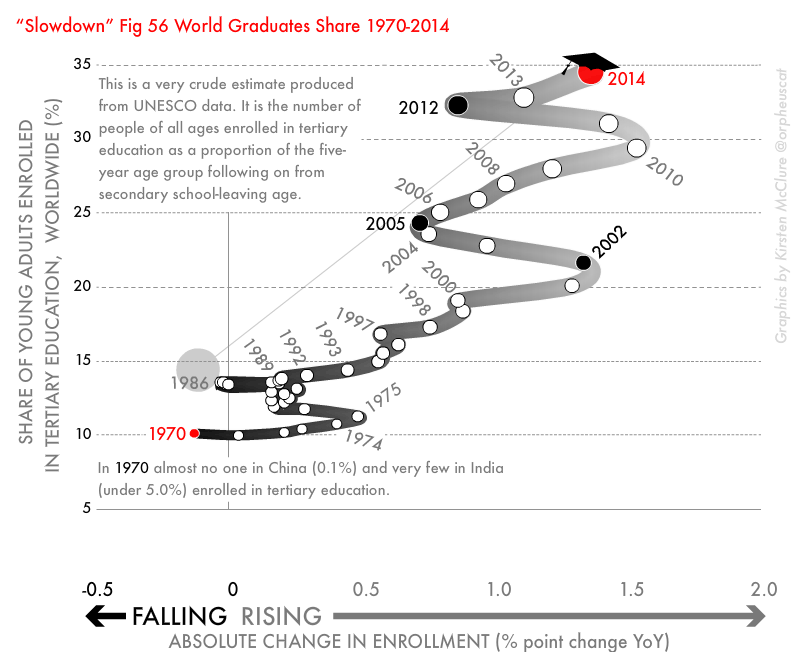 “Slowdown” Fig 56 World Graduates Share 1970-2014
SHARE OF YOUNG ADULTS ENROLLED
IN TERTIARY EDUCATION, WORLDWIDE (%)
35
30
25
20
15
10
5
This is a very crude estimate produced
from UNESCO data. It is the number of
people of all ages enrolled in tertiary
education as a proportion of the five-
year age group following on from
secondary school-leaving age.
2014
2013
2012
2010
2008
2006
2005
2004
2002
2000
1998
1997
1993
1992
1989
1986
1975
1974
1970
In 1970 almost no one in China (0.1%) and very few in India
(under 5.0%) enrolled in tertiary education.
-0.5 0 0.5 1.0 1.5 2.0
FALLING RISING
ABSOLUTE CHANGE IN ENROLLMENT (% point change YoY)
Graphics by Kirsten McClure @orpheuscat